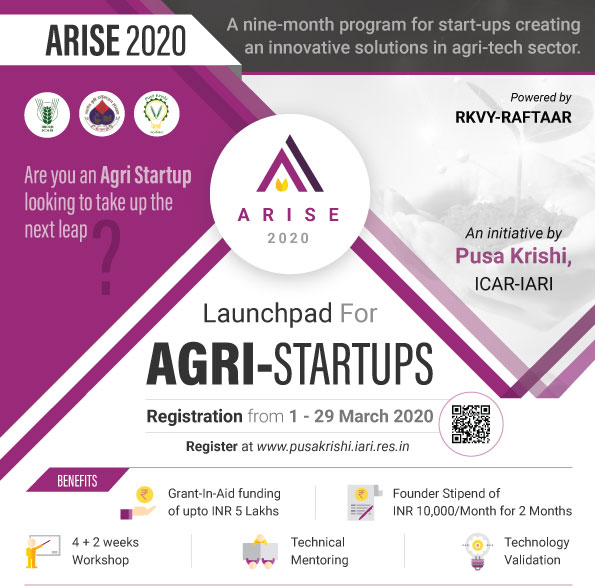 ARISE 2020
A nine-month program for start-ups creating
an innovative solutions in agri-tech sector.
Powered by
RKVY-RAFTAAR
Are you an Agri Startup
looking to take up the
next leap
?
ARISE
2020
An initiative by
Pusa Krishi,
ICAR-IARI
Launchpad For
AGRI-STARTUPS
Registration from 1 - 29 March 2020
Register at www.pusakrishi.iari.res.in
BENEFITS
Grant-In-Aid funding
of upto INR 5 Lakhs
Founder Stipend of
INR 10,000/Month for 2 Months
4 + 2 weeks
Workshop
Technical
Mentoring
Technology
Validation